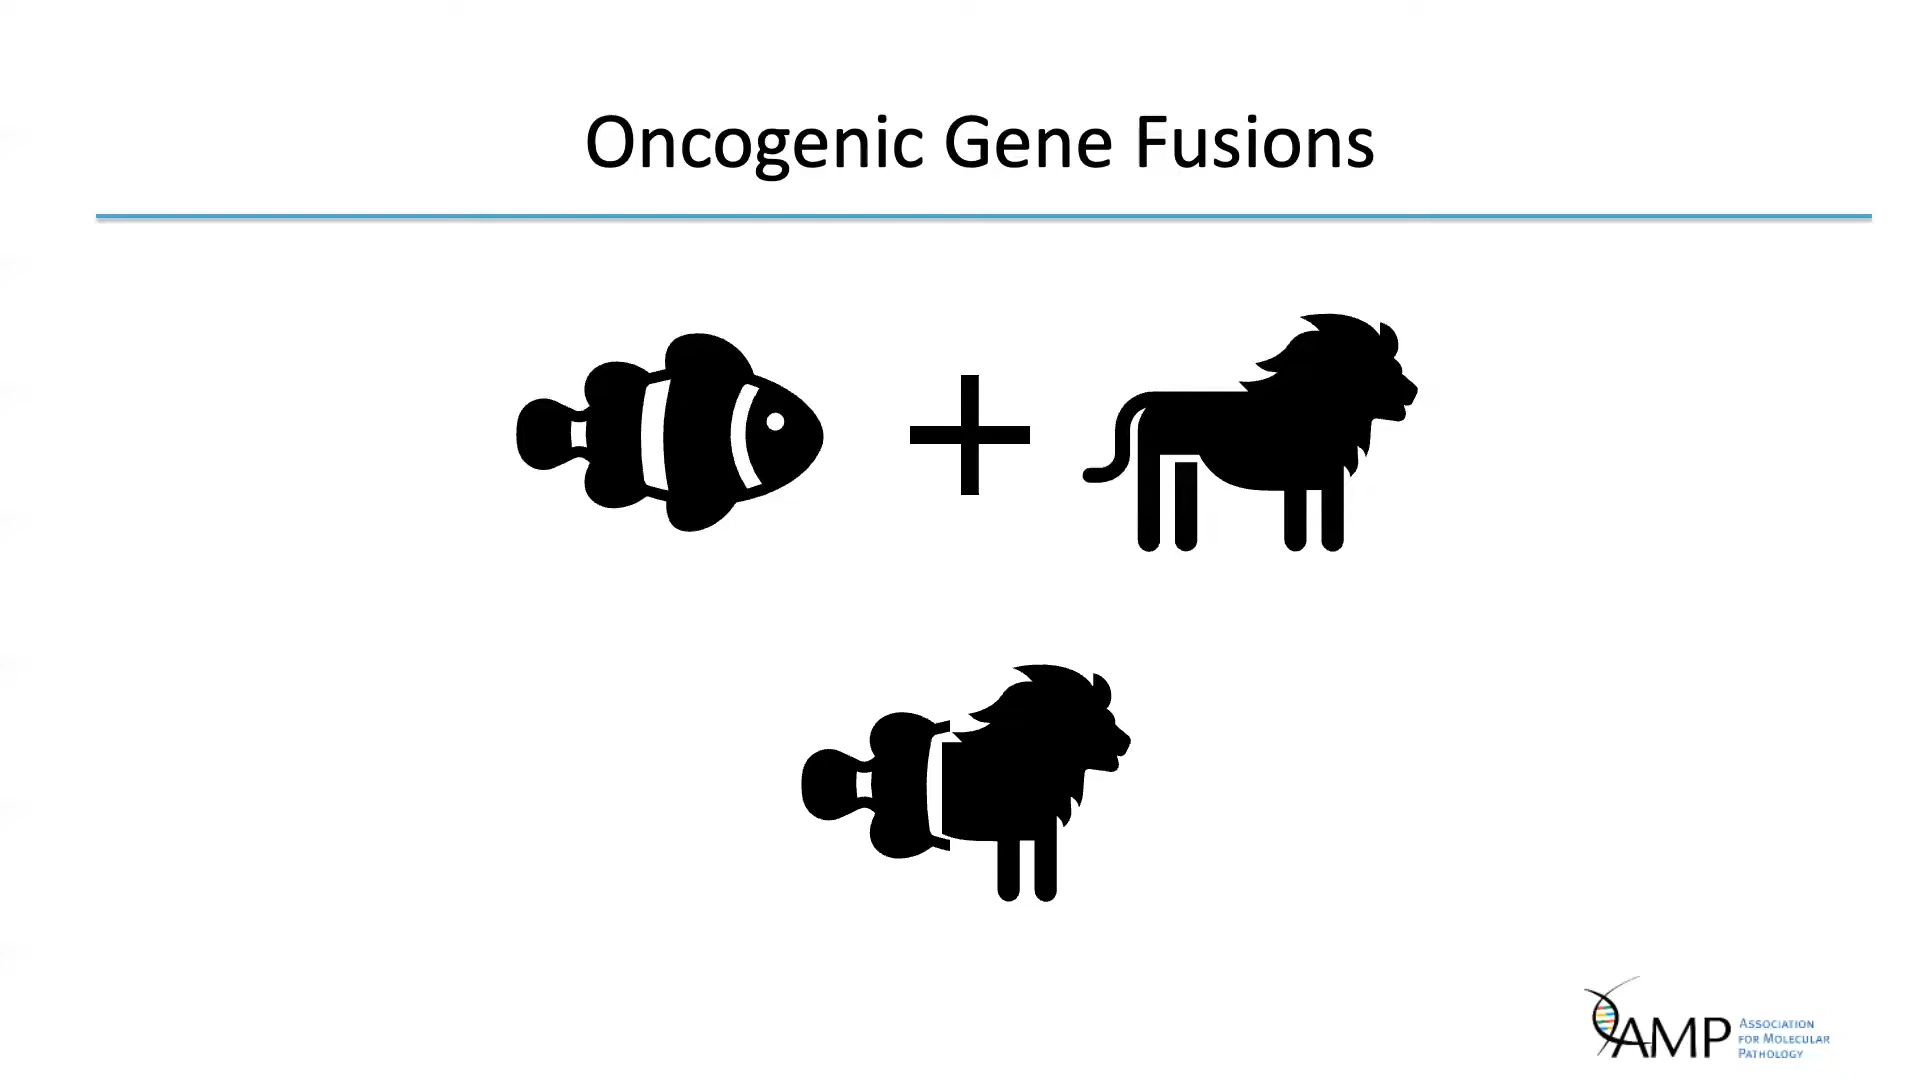 Oncogenic Gene Fusions
AMP
Association
for Molecular
Pathology